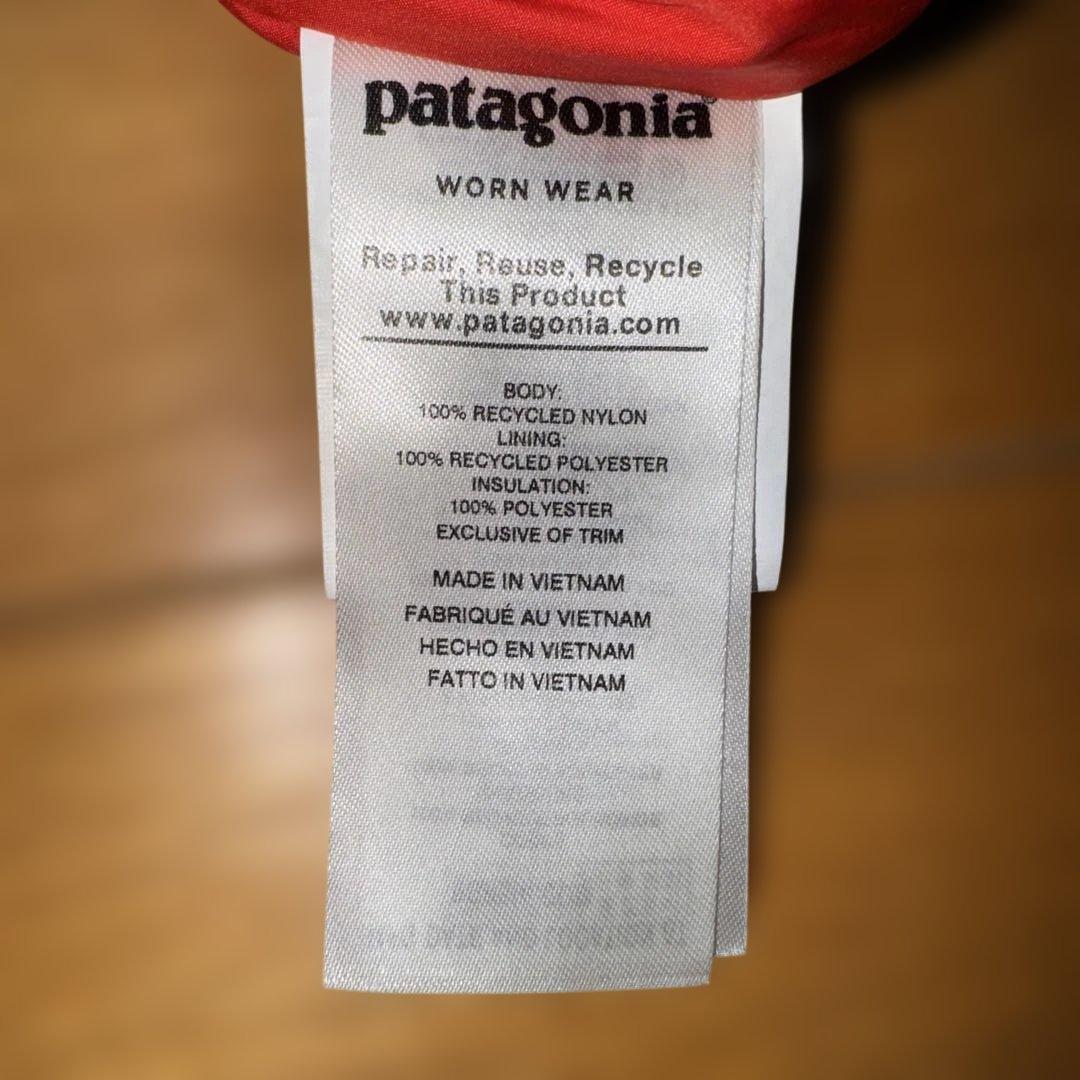 patagonia®
WORN WEAR
Repair, Reuse, Recycle
This Product
www.patagonia.com
BODY:
100% RECYCLED NYLON
LINING:
100% RECYCLED POLYESTER
INSULATION:
100% POLYESTER
EXCLUSIVE OF TRIM
MADE IN VIETNAM
FABRIQUÉ AU VIETNAM
HECHO EN VIETNAM
FATTO IN VIETNAM